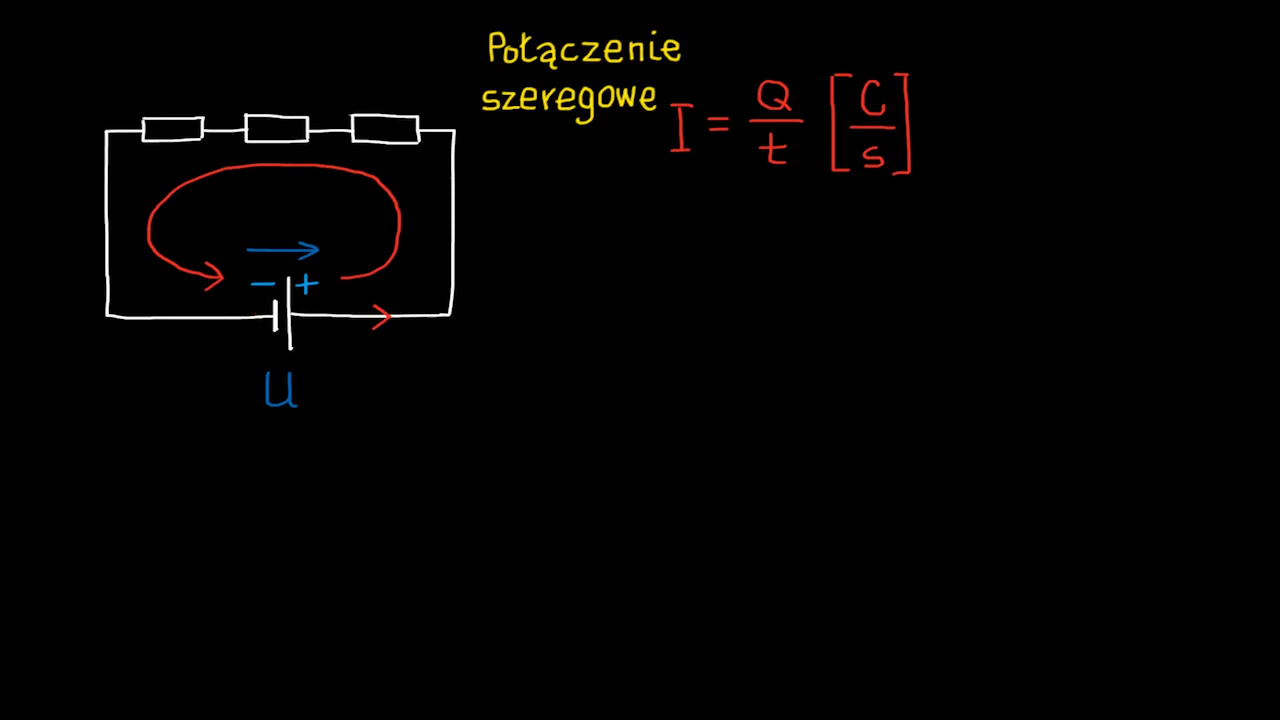 Połączenie
szeregowe
I = Q/t [C/s]
− +
U